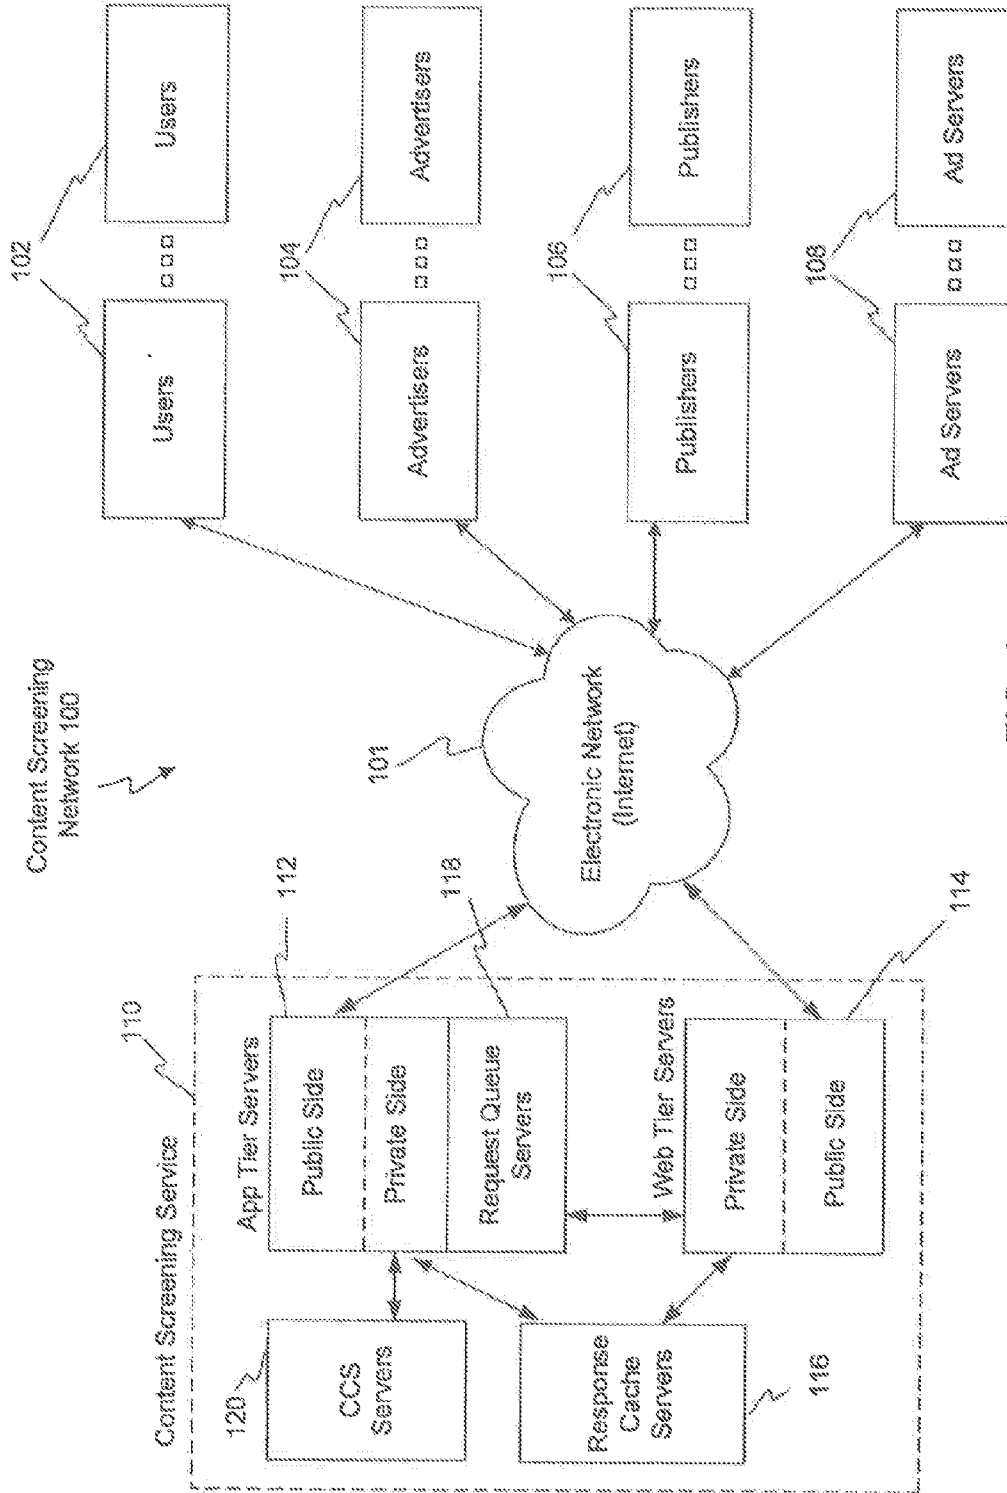 Content Screening
Network 100
Content Screening Service
110
App Tier Servers
112
Public Side
Private Side
Request Queue
Servers
118
120
CCS
Servers
Response
Cache
Servers
116
Web Tier Servers
Private Side
Public Side
114
101
Electronic Network
(Internet)
102
Users
Users
104
Advertisers
Advertisers
106
Publishers
Publishers
108
Ad Servers
Ad Servers